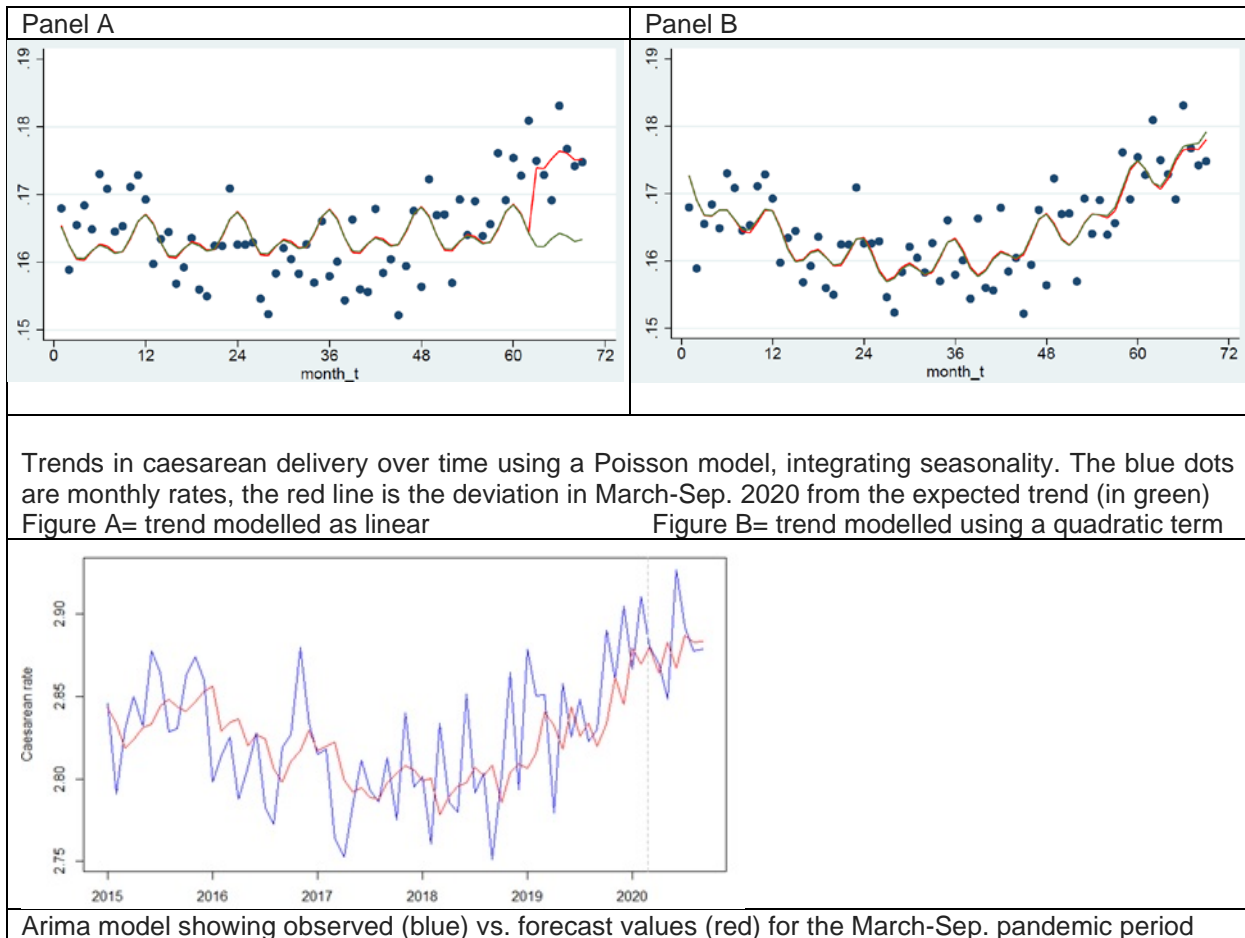 Panel A
Panel B
.19
.18
.17
.16
.15
0 12 24 36 48 60 72
month_t
.19
.18
.17
.16
.15
0 12 24 36 48 60 72
month_t
Trends in caesarean delivery over time using a Poisson model, integrating seasonality. The blue dots
are monthly rates, the red line is the deviation in March-Sep. 2020 from the expected trend (in green)
Figure A= trend modelled as linear Figure B= trend modelled using a quadratic term
Caesarean rate
2.90
2.85
2.80
2.75
2015 2016 2017 2018 2019 2020
Arima model showing observed (blue) vs. forecast values (red) for the March-Sep. pandemic period